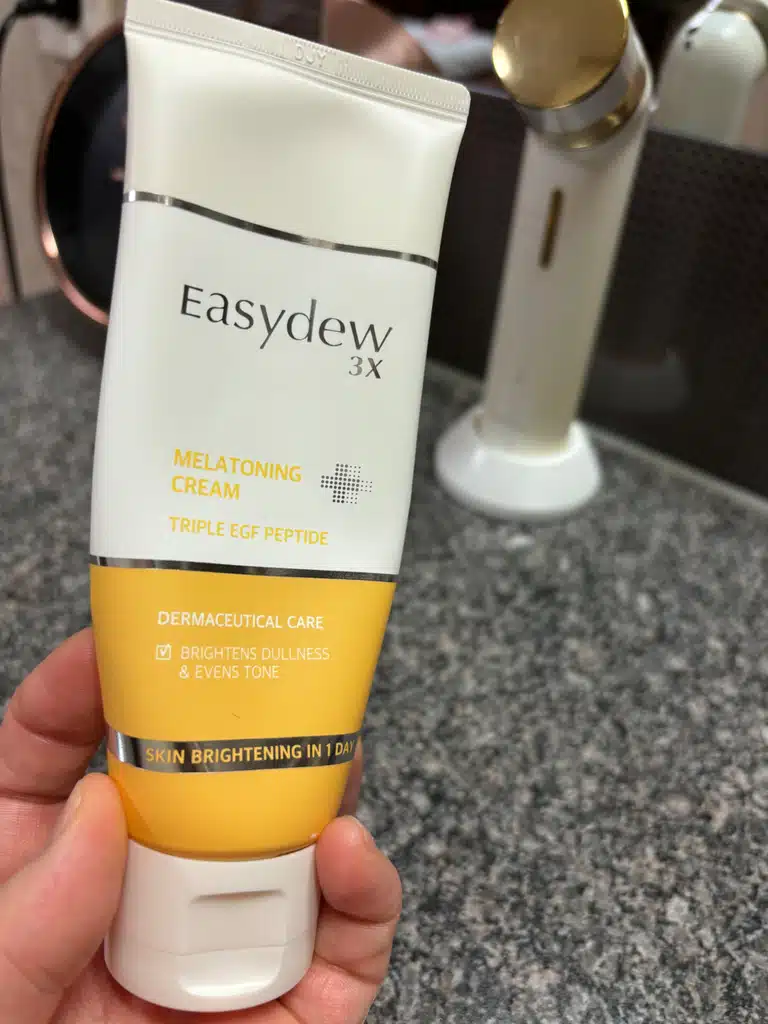 Easydew
3X
MELATONING
CREAM
TRIPLE EGF PEPTIDE
DERMACEUTICAL CARE
BRIGHTENS DULLNESS
& EVENS TONE
SKIN BRIGHTENING IN 1 DAY